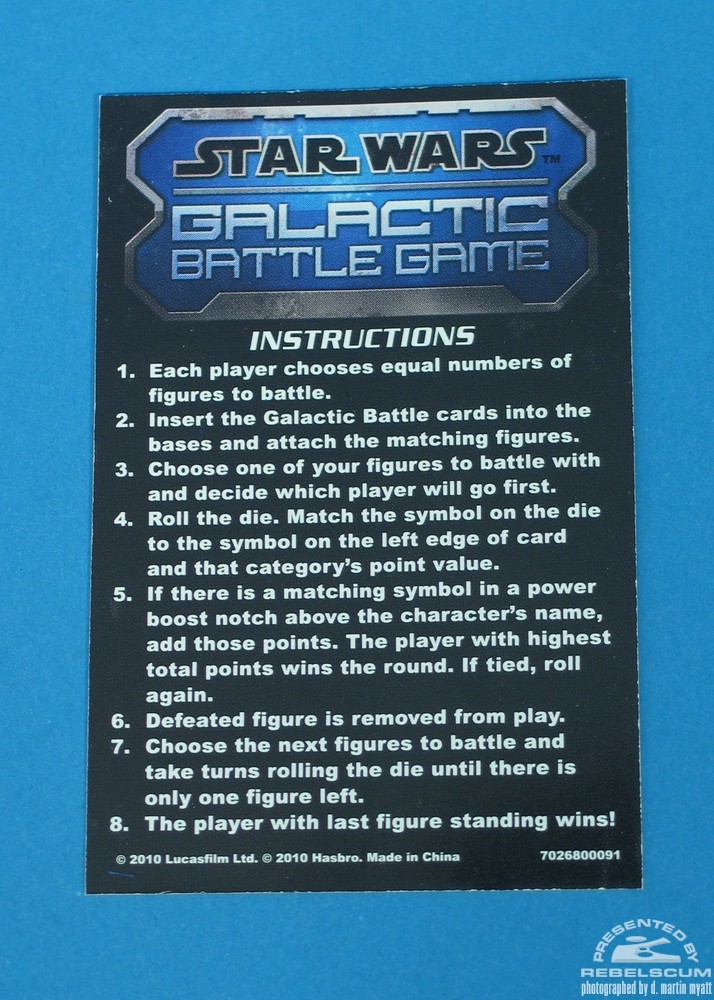 STAR WARS™
GALACTIC
BATTLE GAME
INSTRUCTIONS
1. Each player chooses equal numbers of
figures to battle.
2. Insert the Galactic Battle cards into the
bases and attach the matching figures.
3. Choose one of your figures to battle with
and decide which player will go first.
4. Roll the die. Match the symbol on the die
to the symbol on the left edge of card
and that category's point value.
5. If there is a matching symbol in a power
boost notch above the character's name,
add those points. The player with highest
total points wins the round. If tied, roll
again.
6. Defeated figure is removed from play.
7. Choose the next figures to battle and
take turns rolling the die until there is
only one figure left.
8. The player with last figure standing wins!
© 2010 Lucasfilm Ltd. © 2010 Hasbro. Made in China 7026800091
PRESENTED BY
REBELSCUM
photographed by d. martin myatt